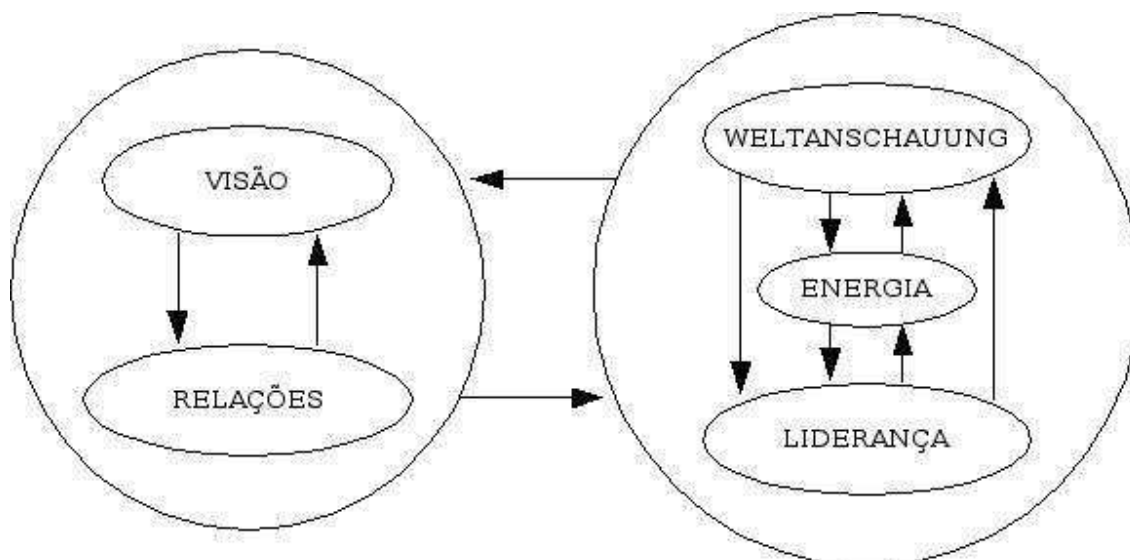 VISÃO
RELAÇÕES
WELTANSCHAUUNG
ENERGIA
LIDERANÇA